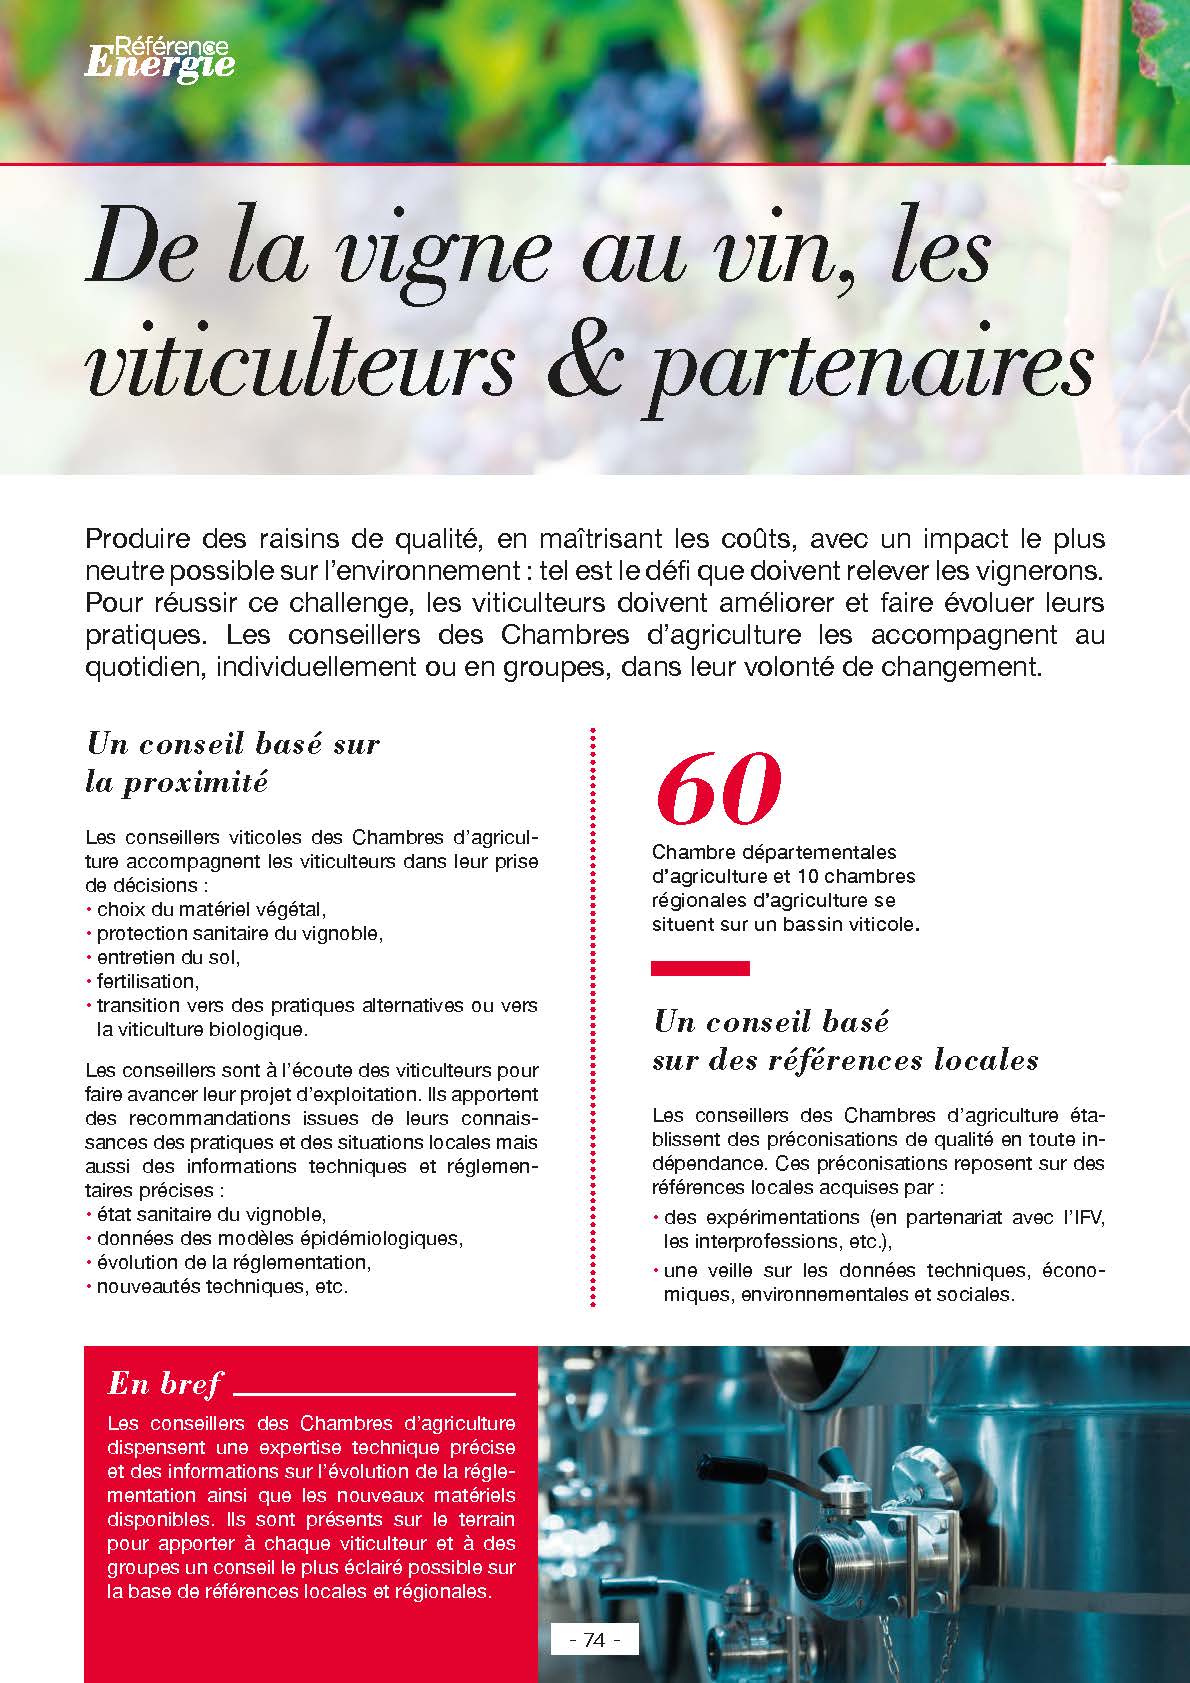 Référence
Energie
De la vigne au vin, les
viticulteurs & partenaires
Produire des raisins de qualité, en maîtrisant les coûts, avec un impact le plus
neutre possible sur l'environnement : tel est le défi que doivent relever les vignerons.
Pour réussir ce challenge, les viticulteurs doivent améliorer et faire évoluer leurs
pratiques. Les conseillers des Chambres d'agriculture les accompagnent au
quotidien, individuellement ou en groupes, dans leur volonté de changement.
Un conseil basé sur
la proximité
Les conseillers viticoles des Chambres d'agricul-
ture accompagnent les viticulteurs dans leur prise
de décisions :
• choix du matériel végétal,
• protection sanitaire du vignoble,
• entretien du sol,
• fertilisation,
• transition vers des pratiques alternatives ou vers
la viticulture biologique.
Les conseillers sont à l'écoute des viticulteurs pour
faire avancer leur projet d'exploitation. Ils apportent
des recommandations issues de leurs connais-
sances des pratiques et des situations locales mais
aussi des informations techniques et réglemen-
taires précises :
• état sanitaire du vignoble,
• données des modèles épidémiologiques,
• évolution de la réglementation,
• nouveautés techniques, etc.
60
Chambre départementales
d'agriculture et 10 chambres
régionales d'agriculture se
situent sur un bassin viticole.
Un conseil basé
sur des références locales
Les conseillers des Chambres d'agriculture éta-
blissent des préconisations de qualité en toute in-
dépendance. Ces préconisations reposent sur des
références locales acquises par :
• des expérimentations (en partenariat avec l'IFV,
les interprofessions, etc.),
• une veille sur les données techniques, écono-
miques, environnementales et sociales.
En bref
Les conseillers des Chambres d'agriculture
dispensent une expertise technique précise
et des informations sur l'évolution de la régle-
mentation ainsi que les nouveaux matériels
disponibles. Ils sont présents sur le terrain
pour apporter à chaque viticulteur et à des
groupes un conseil le plus éclairé possible sur
la base de références locales et régionales.
- 74 -